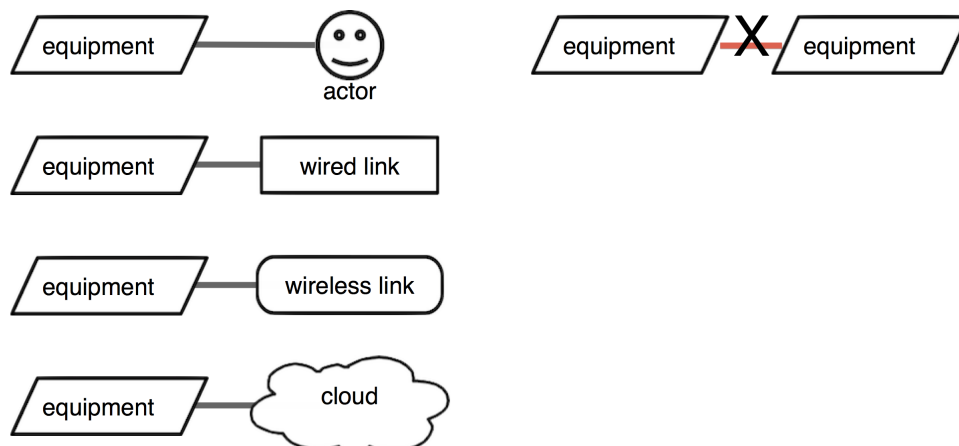 equipment
actor
equipment X equipment
equipment wired link
equipment wireless link
equipment cloud